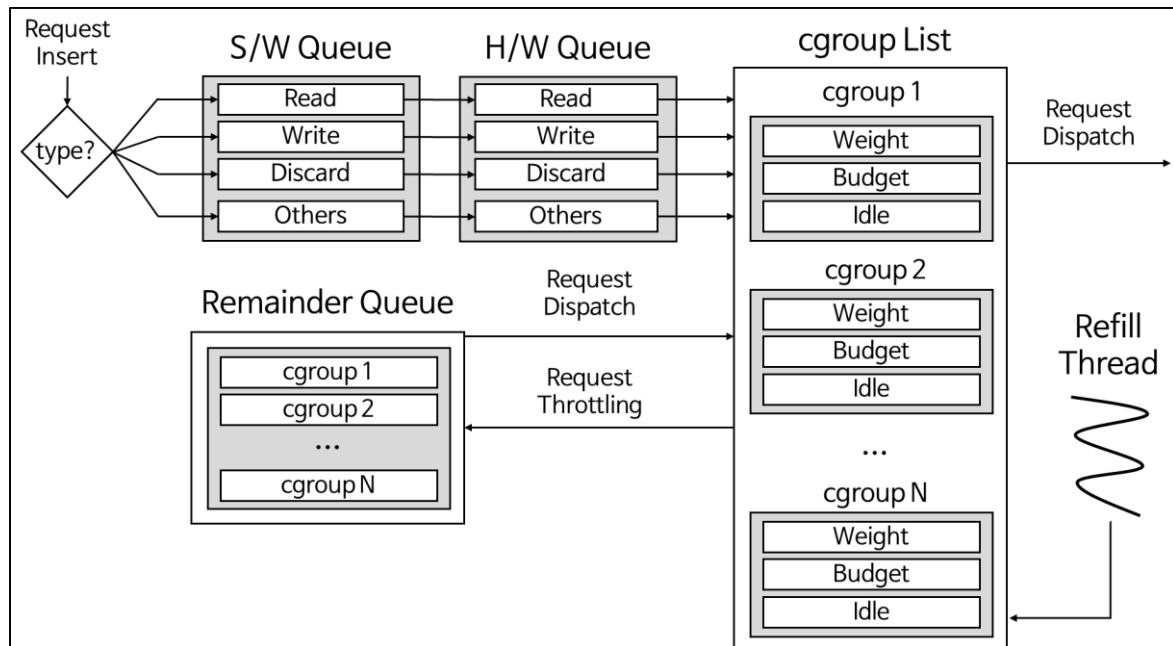 Request
Insert
type?
S/W Queue
Read
Write
Discard
Others
H/W Queue
Read
Write
Discard
Others
cgroup List
cgroup 1
Weight
Budget
Idle
cgroup 2
Weight
Budget
Idle
...
cgroup N
Weight
Budget
Idle
Request
Dispatch
Remainder Queue
cgroup 1
cgroup 2
...
cgroup N
Request
Dispatch
Request
Throttling
Refill
Thread